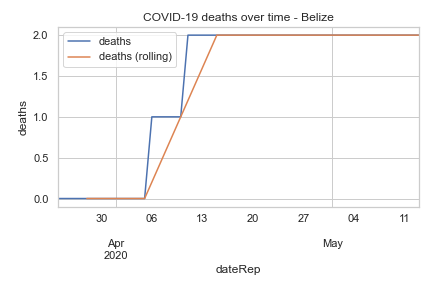 COVID-19 deaths over time - Belize
deaths
deaths (rolling)
2.0
1.5
1.0
0.5
0.0
deaths
30 06 13 20 27 04 11
Apr May
2020
dateRep